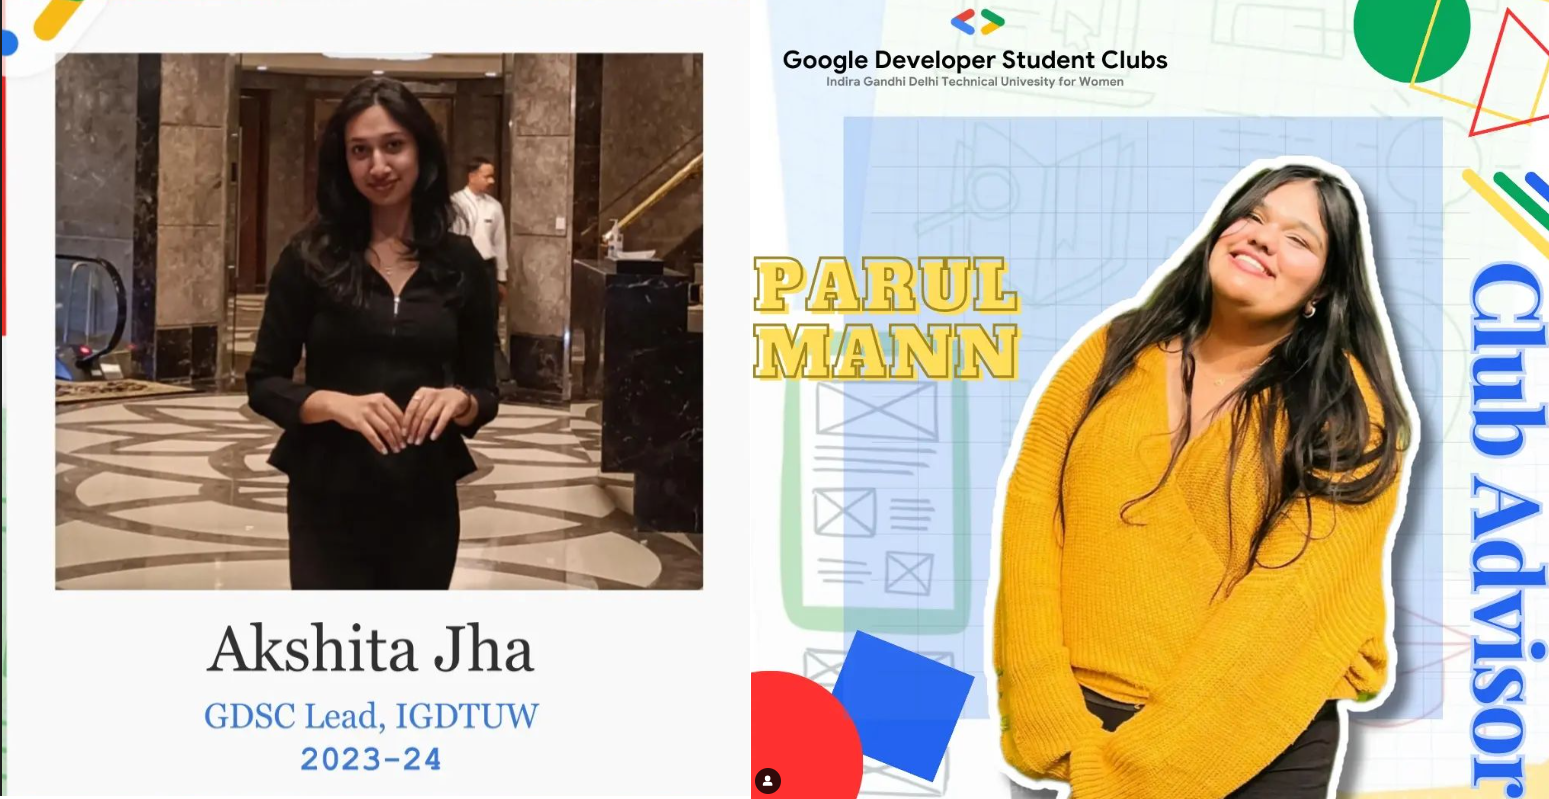 Akshita Jha
GDSC Lead, IGDTUW
2023-24
Google Developer Student Clubs
Indira Gandhi Delhi Technical Univesity for Women
PARUL
MANN
Club Advisor